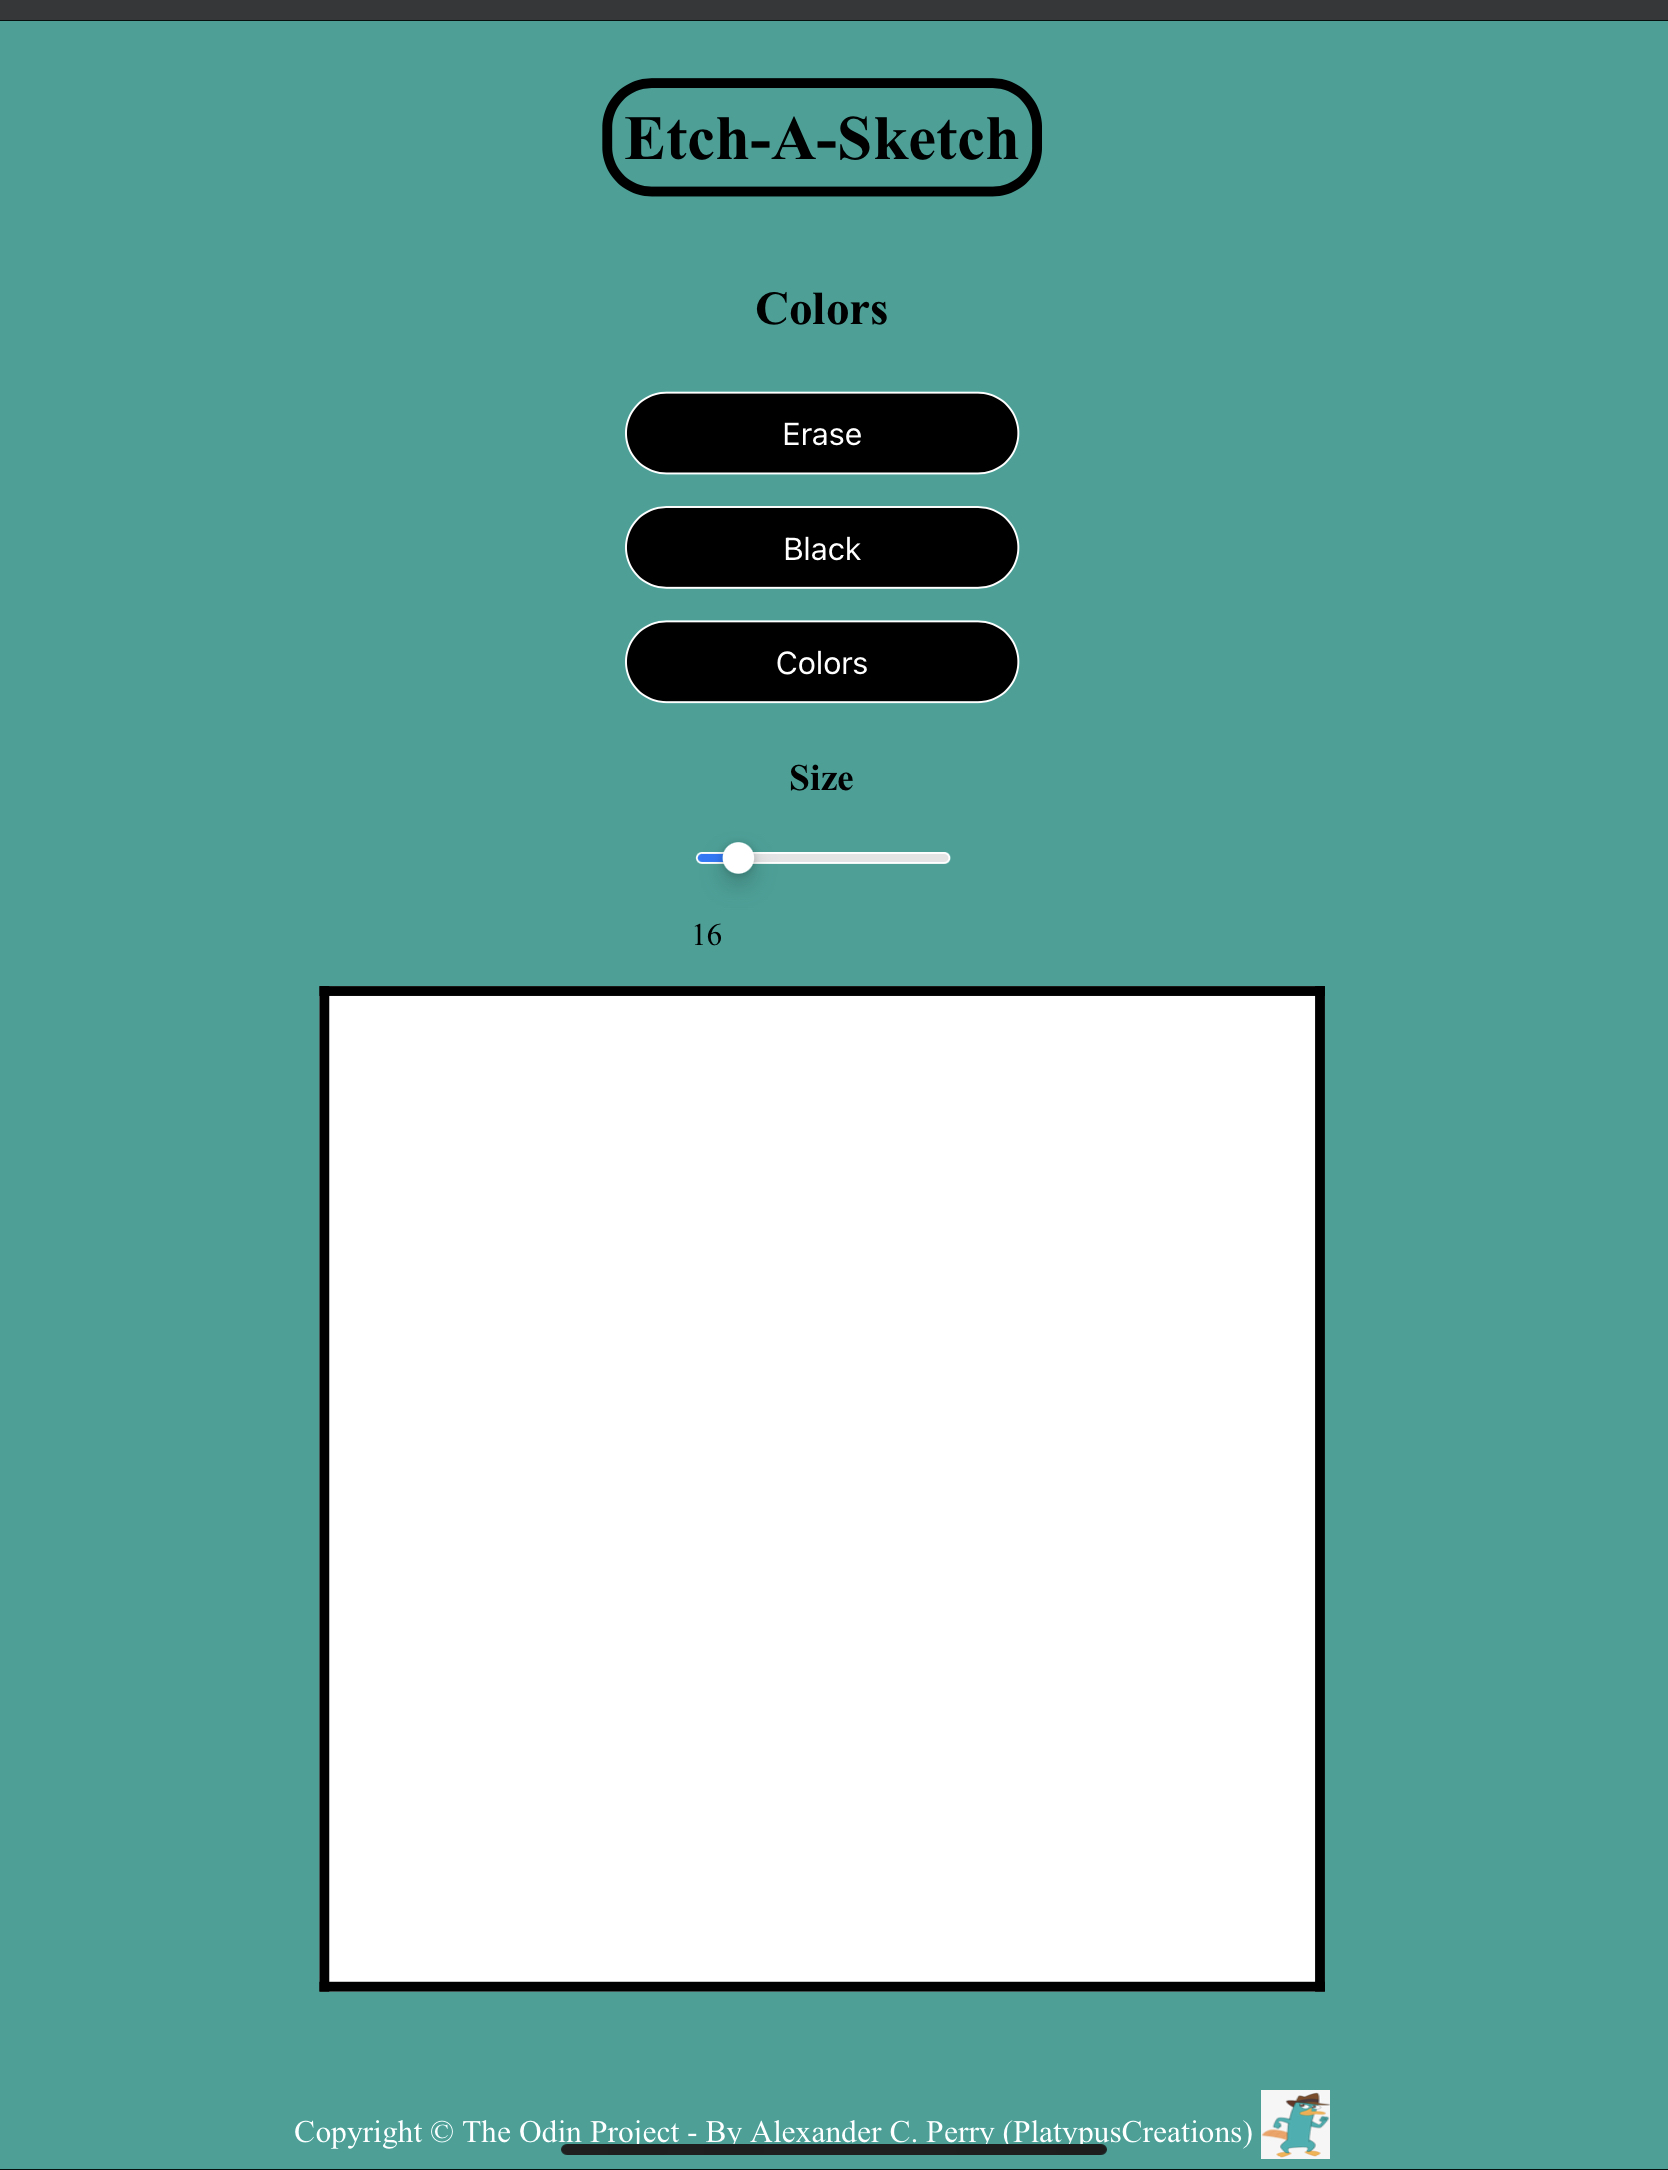 Etch-A-Sketch
Colors
Erase
Black
Colors
Size
16
Copyright © The Odin Project - By Alexander C. Perry (PlatypusCreations)